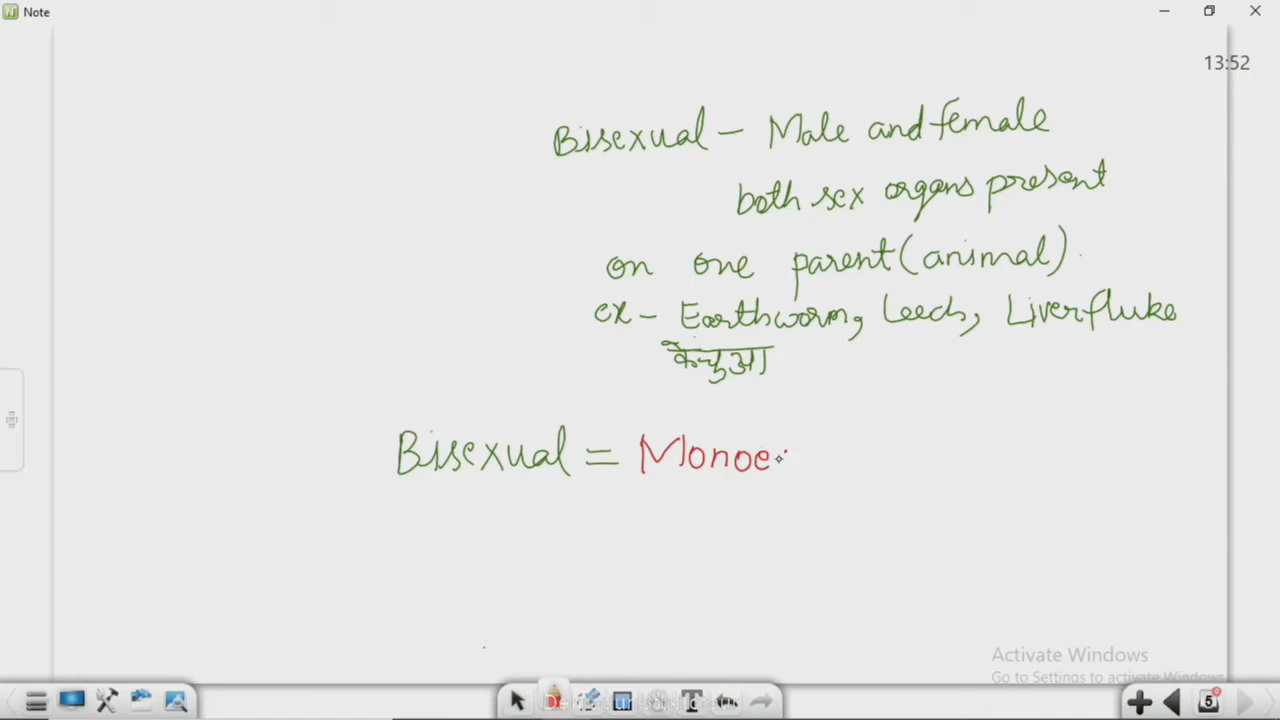 Note
13:52
Bisexual - Male and female
both sex organs present
on one parent (animal).
ex - Earthworm, Leech, Liverfluke
केंचुआ
Bisexual = Monoe
Activate Windows
Go to Settings to activate Windows
5